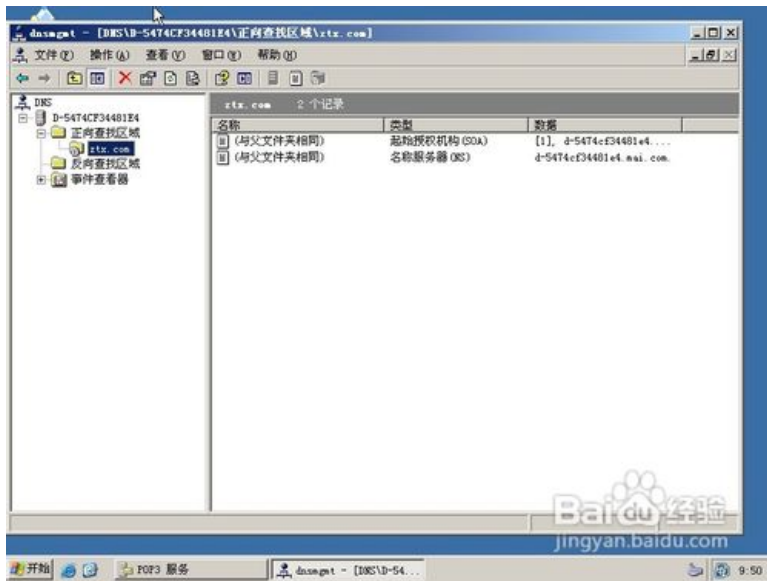 dnsmgmt - [DNS\D-5474CF34481E4\正向查找区域\ztx.com]
文件(F) 操作(A) 查看(V) 窗口(W) 帮助(H)
DNS
D-5474CF34481E4
正向查找区域
ztx.com
反向查找区域
事件查看器
ztx.com 2 个记录
名称 类型 数据
(与父文件夹相同) 起始授权机构(SOA) [1], d-5474cf34481e4....
(与父文件夹相同) 名称服务器(NS) d-5474cf34481e4.mai.com.
Baidu 经验
jingyan.baidu.com
开始 POP3 服务 dnsmgmt - [DNS\D-54... 9:50